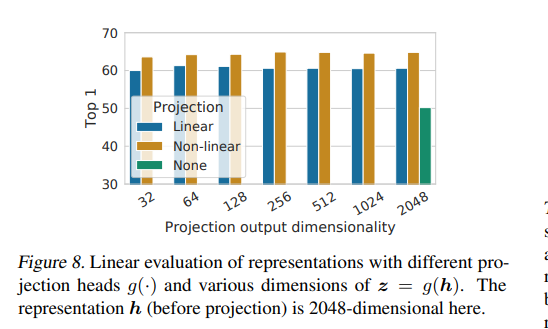 70
60
50
40
30
Top 1
Projection
Linear
Non-linear
None
32 64 128 256 512 1024 2048
Projection output dimensionality
Figure 8. Linear evaluation of representations with different pro-
jection heads g(·) and various dimensions of z = g(h). The
representation h (before projection) is 2048-dimensional here.